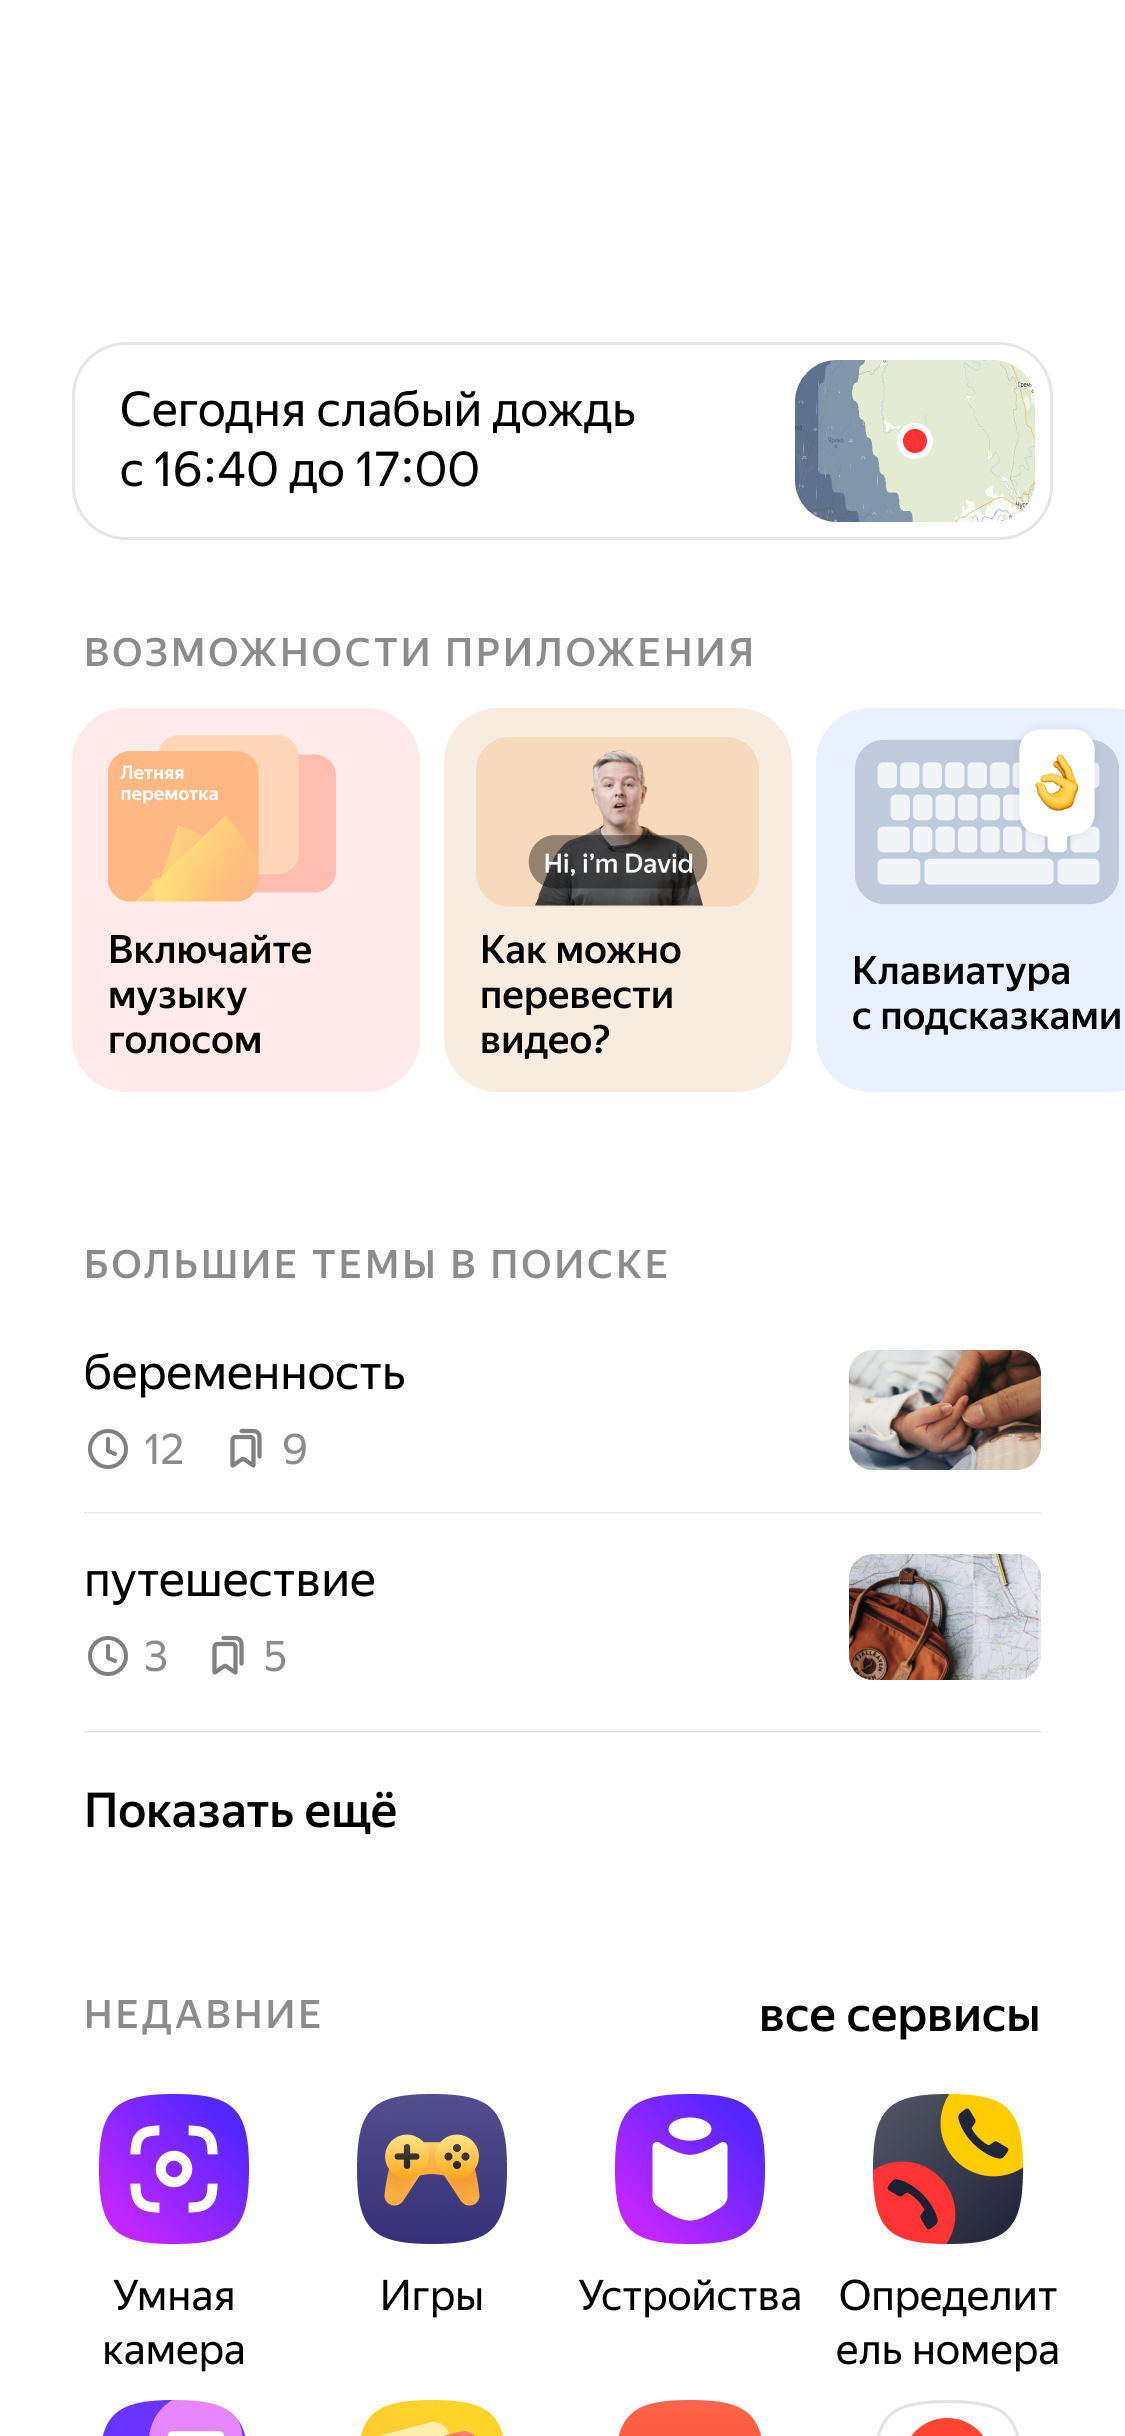 Сегодня слабый дождь
с 16:40 до 17:00
ВОЗМОЖНОСТИ ПРИЛОЖЕНИЯ
Летняя
перемотка
Hi, i’m David
Включайте
музыку
голосом
Как можно
перевести
видео?
Клавиатура
с подсказками
БОЛЬШИЕ ТЕМЫ В ПОИСКЕ
беременность
12 9
путешествие
3 5
Показать ещё
НЕДАВНИЕ
все сервисы
Умная
камера
Игры
Устройства
Определит
ель номера